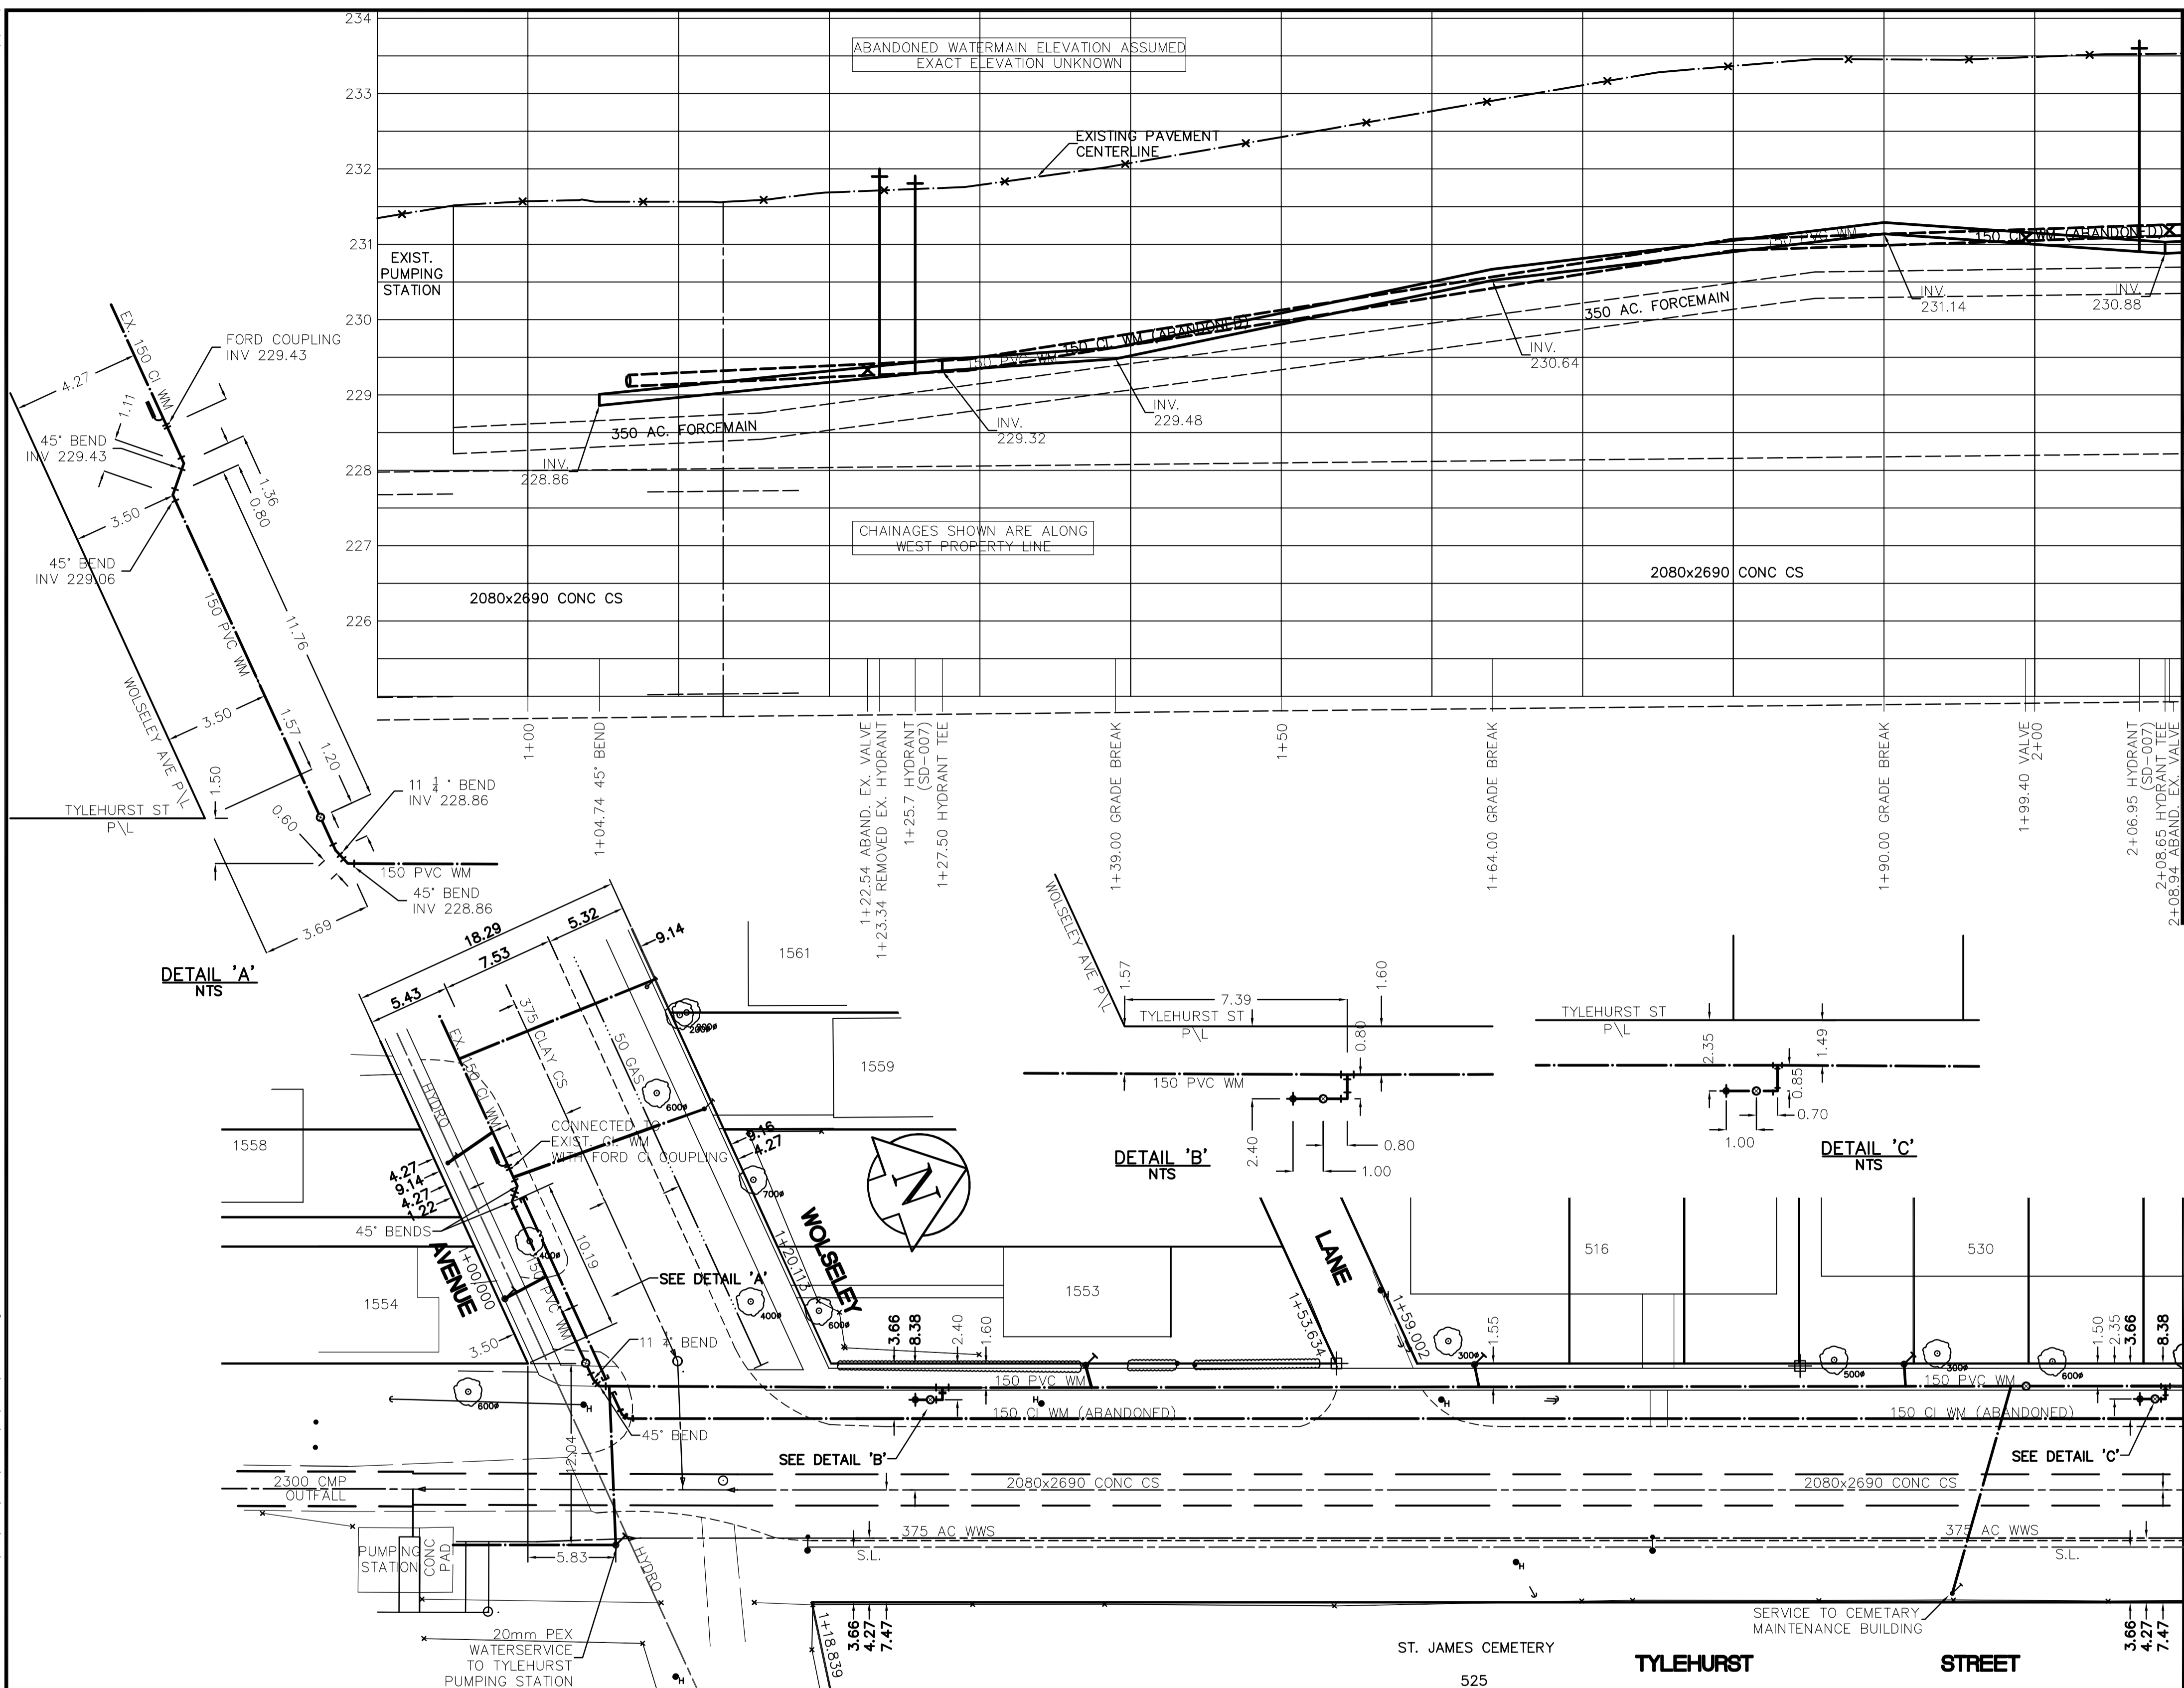 234
233
232
231
230
229
228
227
226
ABANDONED WATERMAIN ELEVATION ASSUMED
EXACT ELEVATION UNKNOWN
EXISTING PAVEMENT
CENTERLINE
EXIST.
PUMPING
STATION
150 CI. WM (ABANDONED)
150 PVC WM
150 PVC WM
150 CI. WM (ABANDONED)
350 AC. FORCEMAIN
350 AC. FORCEMAIN
INV.
228.86
INV.
229.32
INV.
229.48
INV.
230.64
INV.
231.14
INV.
230.88
CHAINAGES SHOWN ARE ALONG
WEST PROPERTY LINE
2080x2690 CONC CS
2080x2690 CONC CS
1+00
1+04.74 45° BEND
1+22.54 ABAND. EX. VALVE
1+23.34 REMOVED EX. HYDRANT
1+25.7 HYDRANT
(SD-007)
1+27.50 HYDRANT TEE
1+39.00 GRADE BREAK
1+50
1+64.00 GRADE BREAK
1+90.00 GRADE BREAK
1+99.40 VALVE
2+00
2+06.95 HYDRANT
(SD-007)
2+08.65 HYDRANT TEE
2+08.94 ABAND. EX. VALVE
EX. 150 CI WM
FORD COUPLING
INV 229.43
4.27
1.11
45° BEND
INV 229.43
1.36
0.80
3.50
45° BEND
INV 229.06
150 PVC WM
11.76
WOLSELEY AVE P\L
3.50
1.57
1.20
1.50
TYLEHURST ST
P\L
0.60
11 1/4 ° BEND
INV 228.86
150 PVC WM
45° BEND
INV 228.86
3.69
DETAIL 'A'
NTS
18.29
5.32
7.53
5.43
9.14
1561
1559
1558
1554
1553
516
530
EX. 150 CI WM
375 CLAY CS
50 GAS
HYDRO
200ø
600ø
700ø
400ø
400ø
600ø
CONNECTED TO
EXIST. CI. WM
WITH FORD CI COUPLING
9.16
4.27
4.27
9.14
4.27
1.22
45° BENDS
AVENUE
WOLSELEY
1+00.000
1+20.113
10.19
150 PVC WM
SEE DETAIL 'A'
3.50
11 1/4° BEND
45° BEND
N
WOLSELEY AVE P\L
1.57
7.39
TYLEHURST ST
P\L
1.60
0.80
150 PVC WM
2.40
0.80
1.00
DETAIL 'B'
NTS
TYLEHURST ST
P\L
2.35
1.49
0.85
0.70
1.00
DETAIL 'C'
NTS
LANE
1+53.634
1+59.002
3.66
8.38
2.40
1.60
1.55
1.50
2.35
3.66
8.38
300ø
500ø
300ø
600ø
600ø
H
H
H
H
H
H
150 PVC WM
150 PVC WM
150 CI WM (ABANDONED)
150 CI WM (ABANDONED)
SEE DETAIL 'B'
SEE DETAIL 'C'
12.04
2300 CMP
OUTFALL
2080x2690 CONC CS
2080x2690 CONC CS
375 AC WWS
375 AC WWS
S.L.
S.L.
PUMPING
STATION
CONC
PAD
5.83
HYDRO
20mm PEX
WATERSERVICE
TO TYLEHURST
PUMPING STATION
1+18.839
3.66
4.27
7.47
ST. JAMES CEMETERY
525
SERVICE TO CEMETARY
MAINTENANCE BUILDING
TYLEHURST
STREET
3.66
4.27
7.47